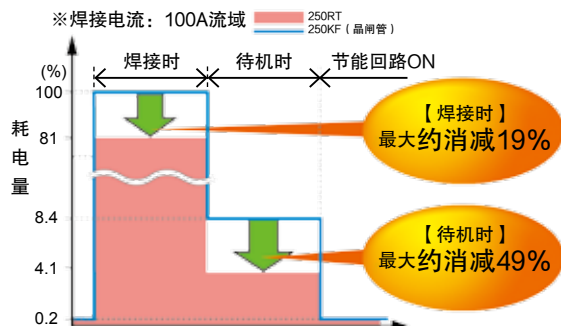 ※焊接电流：100A流域
250RT
250KF（晶闸管）
(%)
焊接时
待机时
节能回路ON
100
81
8.4
4.1
0.2
耗电量
【焊接时】
最大约消减19%
【待机时】
最大约消减49%